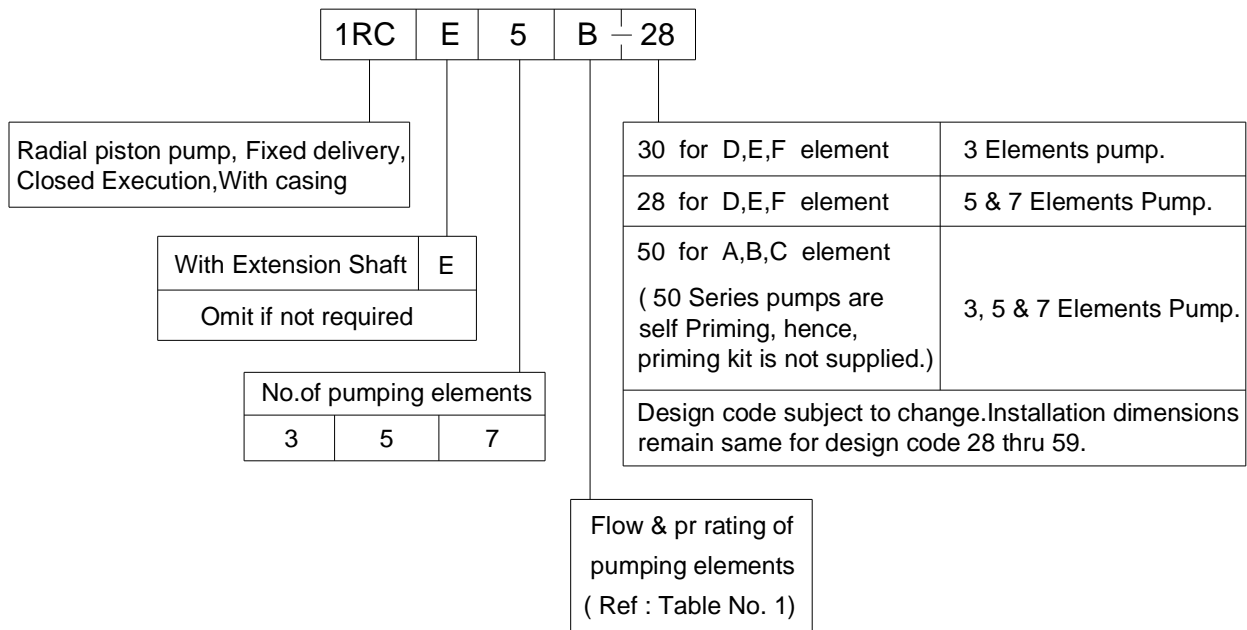 1RC E 5 B – 28
Radial piston pump, Fixed delivery,
Closed Execution,With casing
With Extension Shaft E
Omit if not required
No.of pumping elements
3 5 7
30 for D,E,F element 3 Elements pump.
28 for D,E,F element 5 & 7 Elements Pump.
50 for A,B,C element
( 50 Series pumps are
self Priming, hence,
priming kit is not supplied.)
3, 5 & 7 Elements Pump.
Design code subject to change.Installation dimensions
remain same for design code 28 thru 59.
Flow & pr rating of
pumping elements
( Ref : Table No. 1)